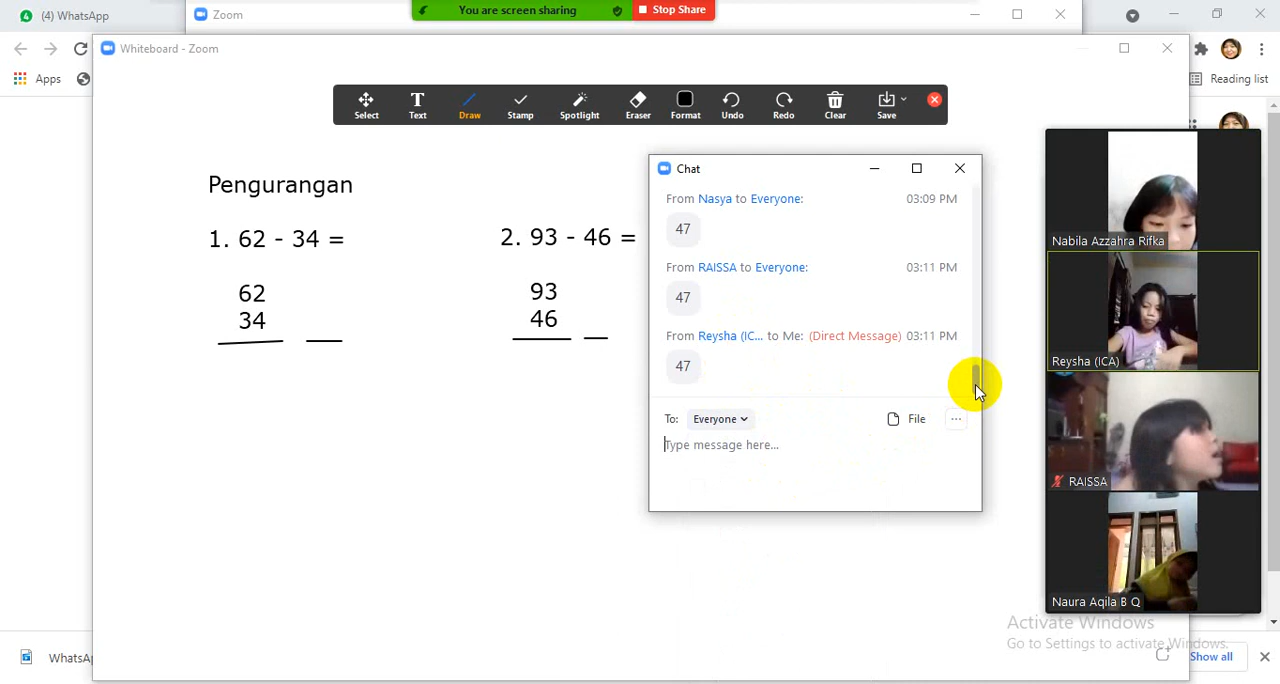 (4) WhatsApp
Zoom
You are screen sharing
Stop Share
Whiteboard - Zoom
Apps
Reading list
Select
Text
Draw
Stamp
Spotlight
Eraser
Format
Undo
Redo
Clear
Save
Pengurangan
1. 62 - 34 =
62
34
2. 93 - 46 =
93
46
Chat
From Nasya to Everyone: 03:09 PM
47
From RAISSA to Everyone: 03:11 PM
47
From Reysha (IC... to Me: (Direct Message) 03:11 PM
47
To: Everyone
File
...
Type message here...
Nabila Azzahra Rifka
Reysha (ICA)
RAISSA
Naura Aqila B Q
Activate Windows
Go to Settings to activate Windows.
WhatsAp
Show all